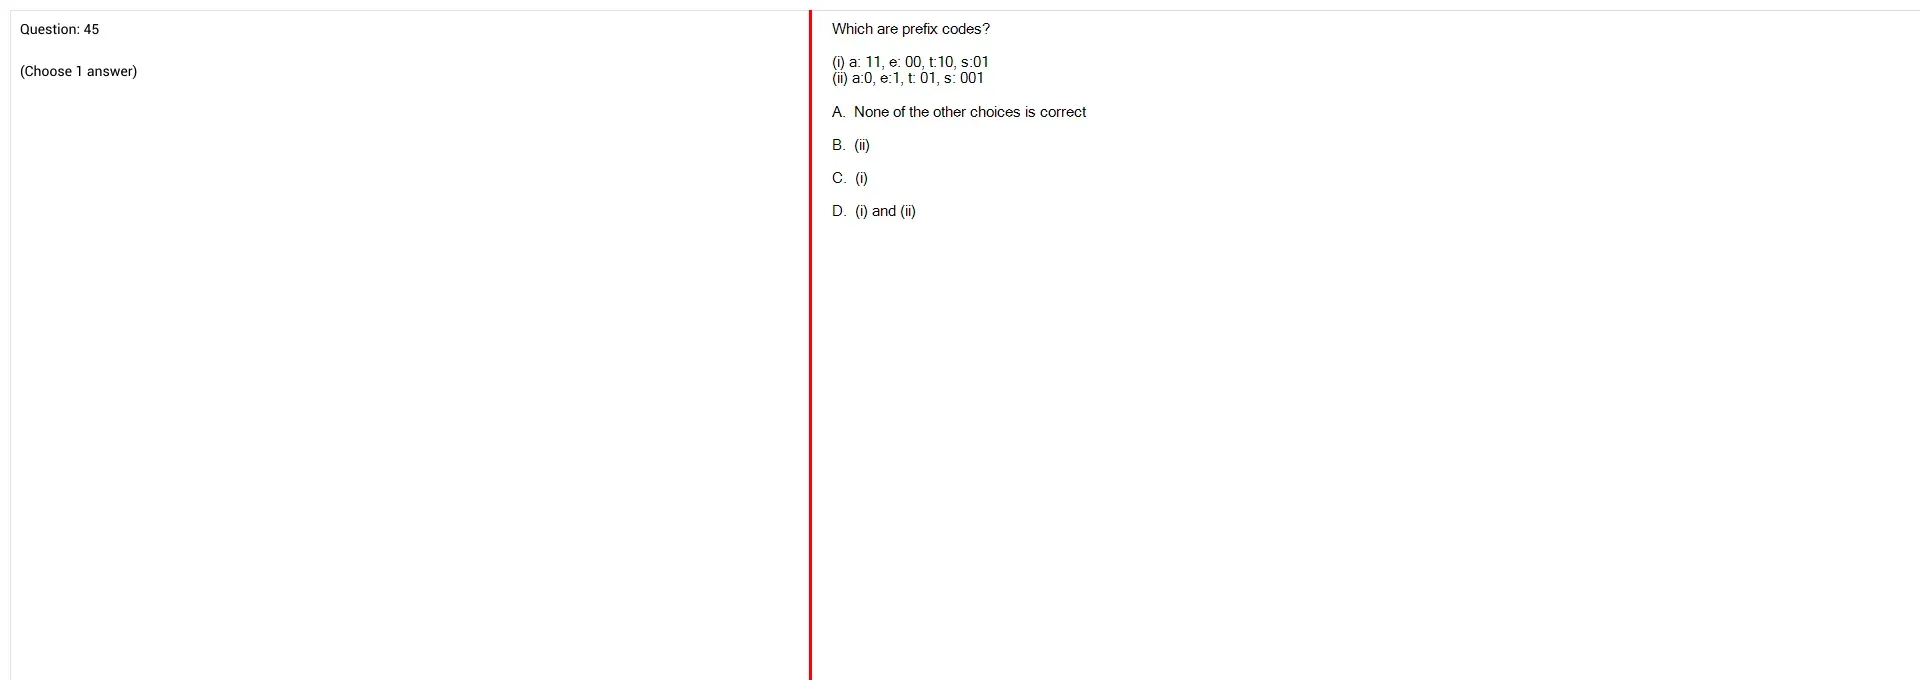 Question: 45
(Choose 1 answer)
Which are prefix codes?
(i) a: 11, e: 00, t:10, s:01
(ii) a:0, e:1, t: 01, s: 001
A. None of the other choices is correct
B. (ii)
C. (i)
D. (i) and (ii)